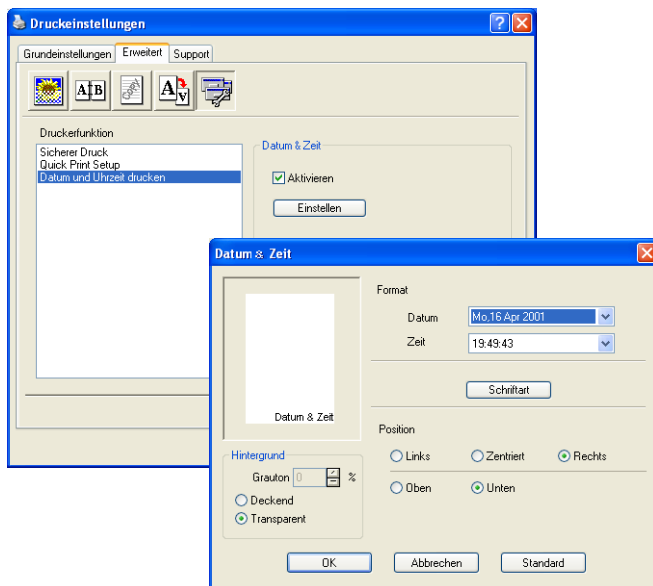 Druckeinstellungen
Grundeinstellungen Erweitert Support
A B
A A
Druckerfunktion
Sicherer Druck
Quick Print Setup
Datum und Uhrzeit drucken
Datum & Zeit
Aktivieren
Einstellen
Datum & Zeit
Datum & Zeit
Format
Datum Mo,16 Apr 2001
Zeit 19:49:43
Schriftart
Position
Links Zentriert Rechts
Oben Unten
Hintergrund
Grauton 0 %
Deckend
Transparent
OK Abbrechen Standard